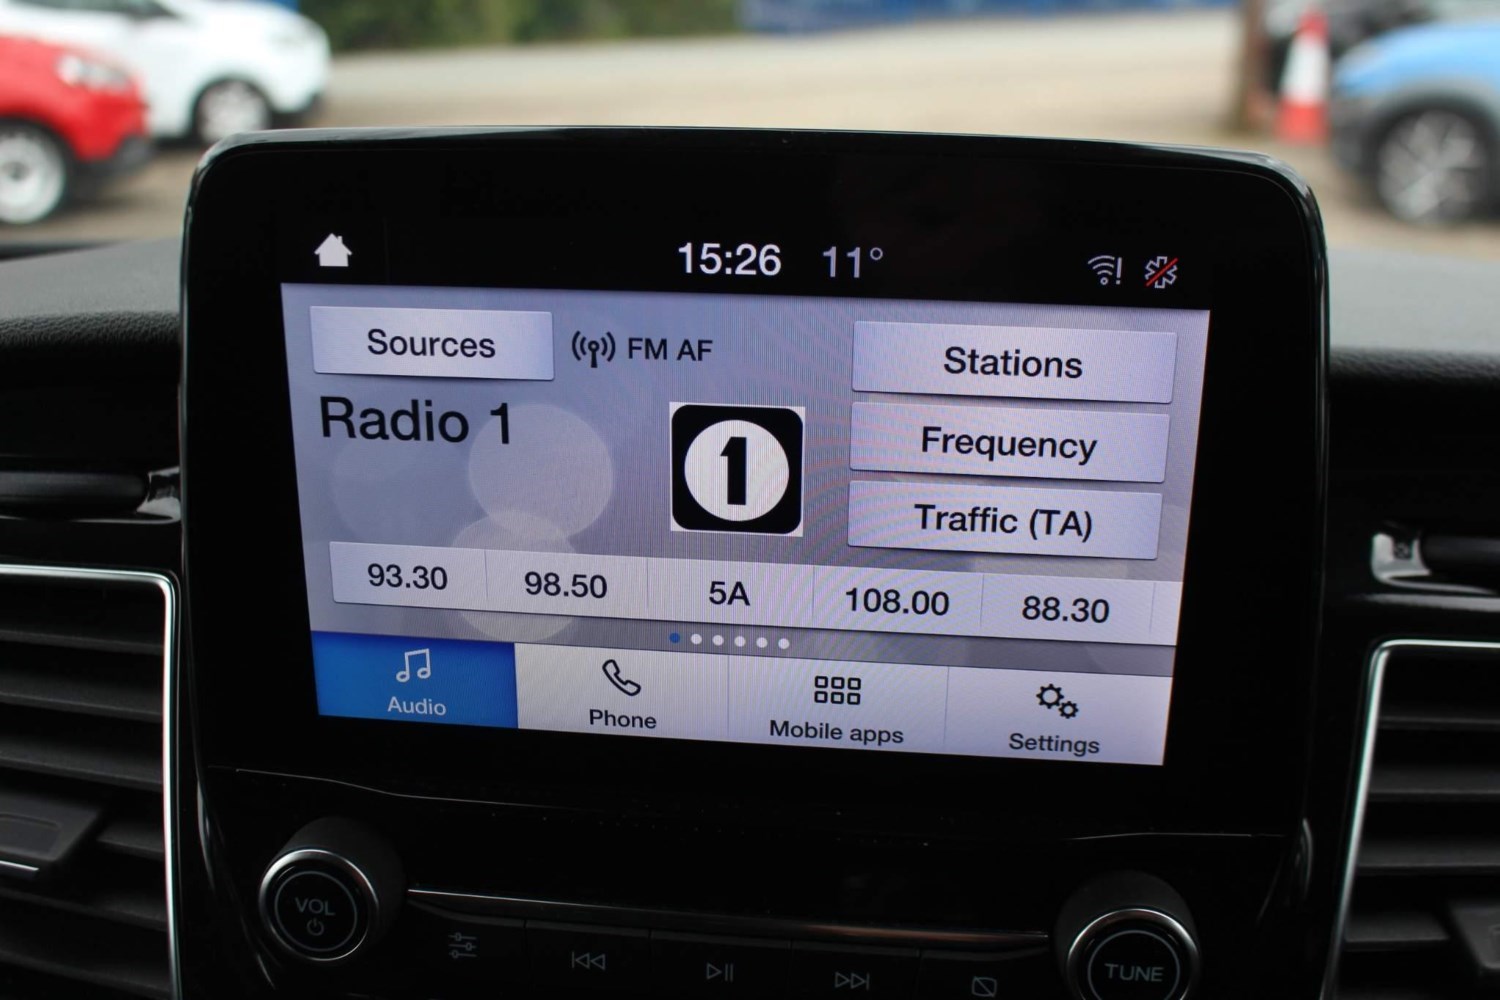 15:26 11°
Sources FM AF Stations
Radio 1
1
Frequency
Traffic (TA)
93.30 98.50 5A 108.00 88.30
Audio Phone Mobile apps Settings
VOL
TUNE